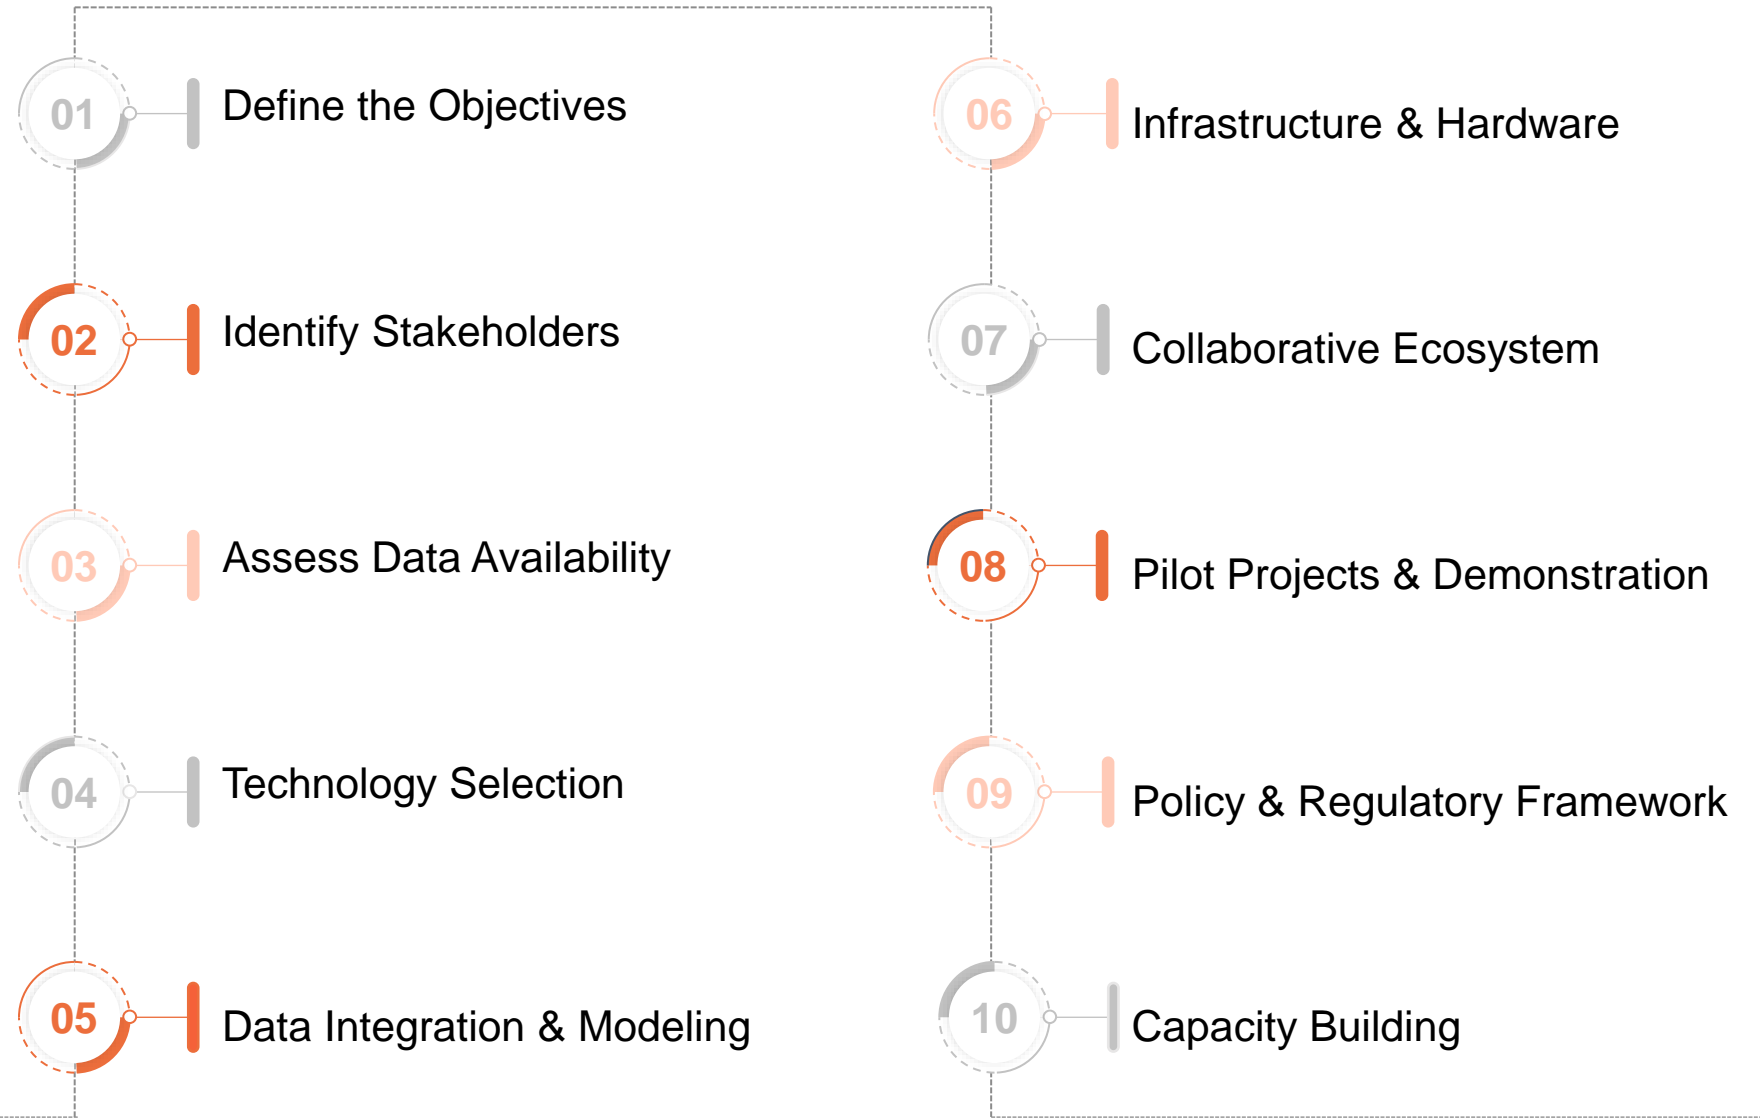 01
Define the Objectives
02
Identify Stakeholders
03
Assess Data Availability
04
Technology Selection
05
Data Integration & Modeling
06
Infrastructure & Hardware
07
Collaborative Ecosystem
08
Pilot Projects & Demonstration
09
Policy & Regulatory Framework
10
Capacity Building